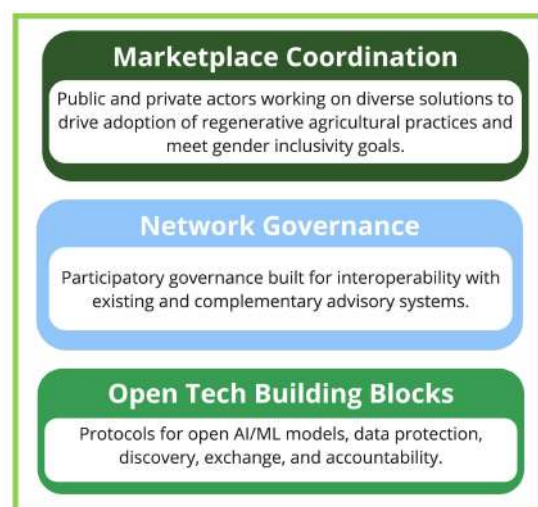 Marketplace Coordination
Public and private actors working on diverse solutions to
drive adoption of regenerative agricultural practices and
meet gender inclusivity goals.
Network Governance
Participatory governance built for interoperability with
existing and complementary advisory systems.
Open Tech Building Blocks
Protocols for open AI/ML models, data protection,
discovery, exchange, and accountability.